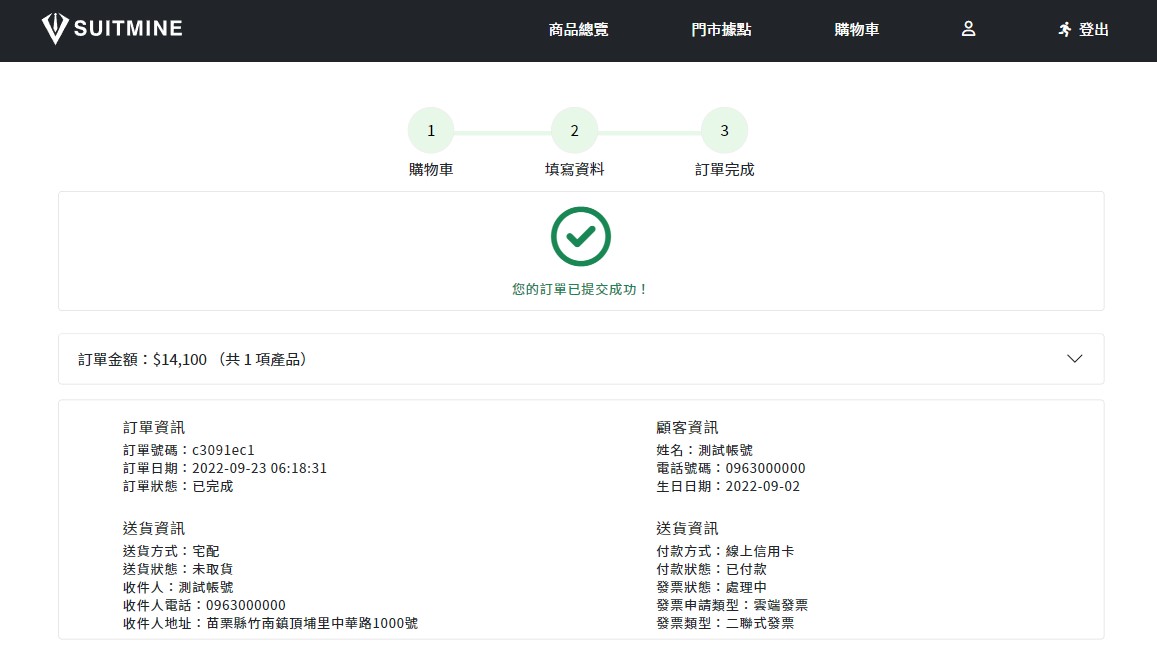 SUITMINE
商品總覽
門市據點
購物車
登出
1
2
3
購物車
填寫資料
訂單完成
您的訂單已提交成功！
訂單金額：$14,100 （共 1 項產品）
訂單資訊
訂單號碼：c3091ec1
訂單日期：2022-09-23 06:18:31
訂單狀態：已完成
顧客資訊
姓名：測試帳號
電話號碼：0963000000
生日日期：2022-09-02
送貨資訊
送貨方式：宅配
送貨狀態：未取貨
收件人：測試帳號
收件人電話：0963000000
收件人地址：苗栗縣竹南鎮頂埔里中華路1000號
送貨資訊
付款方式：線上信用卡
付款狀態：已付款
發票狀態：處理中
發票申請類型：雲端發票
發票類型：二聯式發票